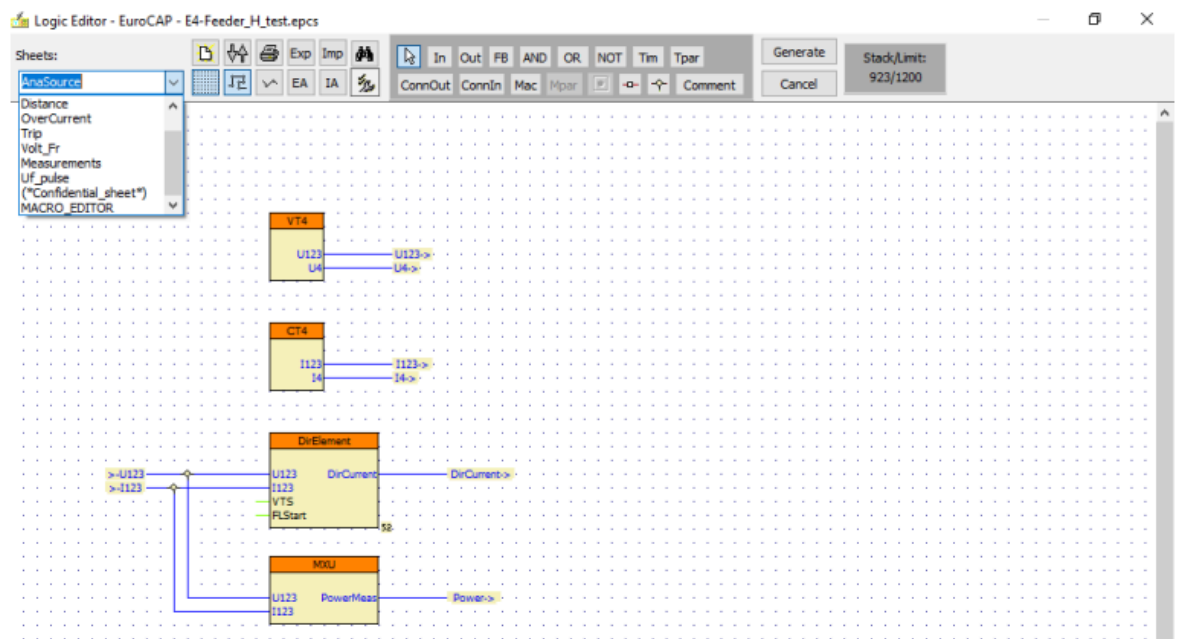 Logic Editor - EuroCAP - E4-Feeder_H_test.epcs
Sheets:
Exp Imp
In Out FB AND OR NOT Tim Tpar
Generate
Stack/Limit:
923/1200
AnaSource
EA IA
ConnOut ConnIn Mac Mpar Comment
Cancel
Distance
OverCurrent
Trip
Volt_Fr
Measurements
Uf_pulse
(*Confidential_sheet*)
MACRO_EDITOR
VT4
U123 U123->
U4 U4->
CT4
I123 I123->
I4 I4->
DirElement
>-U123 U123 DirCurrent DirCurrent->
>-I123 I123
VTS
FLStart
52
MXU
U123 PowerMeas Power->
I123